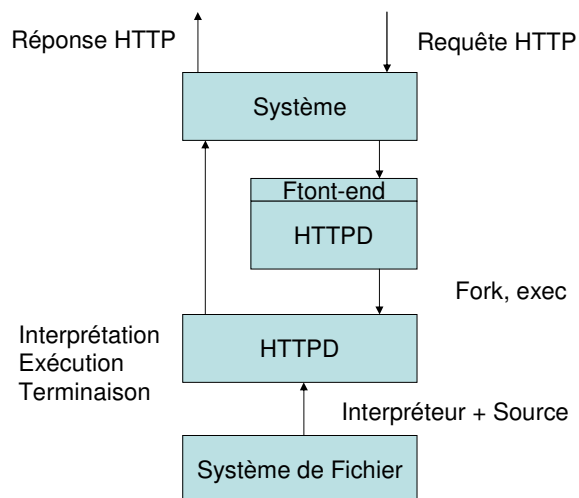 Réponse HTTP
Requête HTTP
Système
Ftont-end
HTTPD
Fork, exec
Interprétation
Exécution
Terminaison
HTTPD
Interpréteur + Source
Système de Fichier